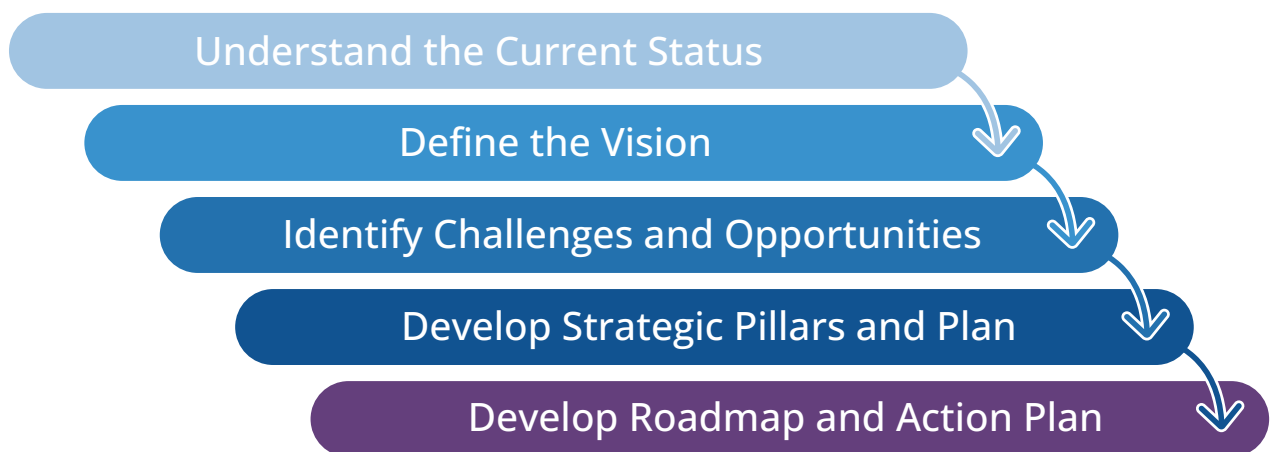 Understand the Current Status
Define the Vision
Identify Challenges and Opportunities
Develop Strategic Pillars and Plan
Develop Roadmap and Action Plan